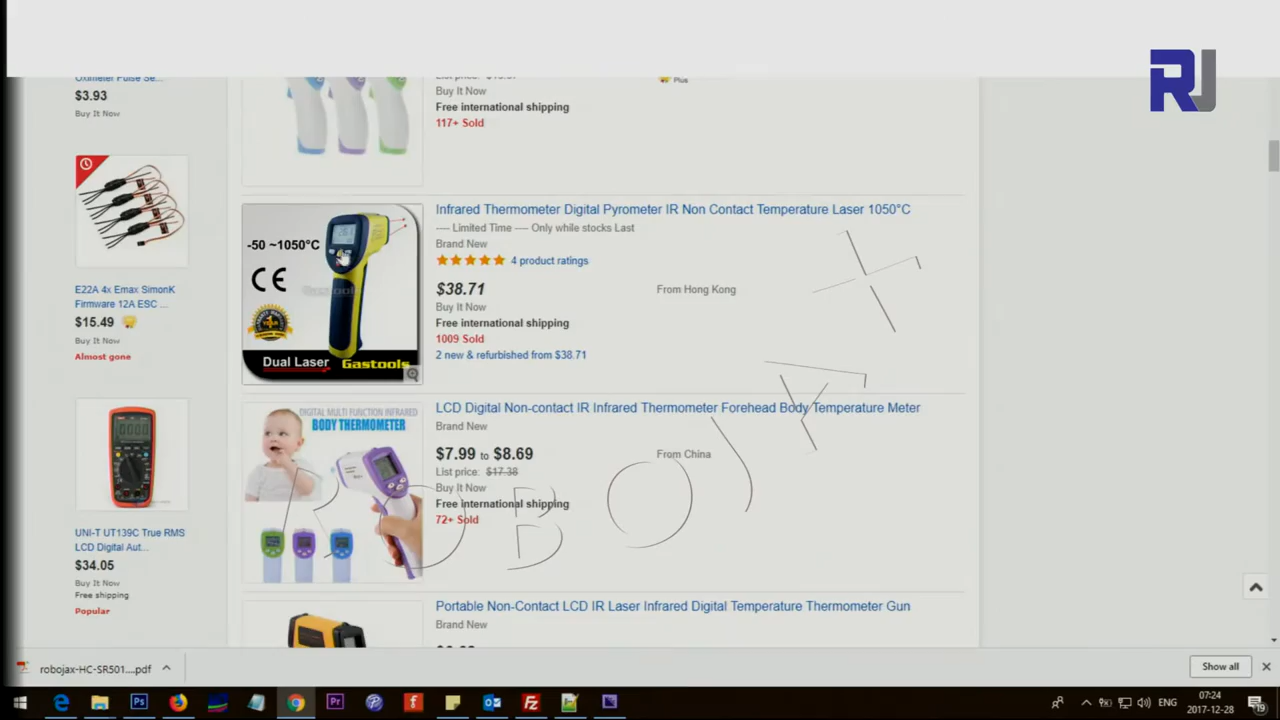 Oximeter Pulse Se...
$3.93
Buy It Now
E22A 4x Emax SimonK
Firmware 12A ESC ...
$15.49
Buy It Now
Almost gone
UNI-T UT139C True RMS
LCD Digital Aut...
$34.05
Buy It Now
Free shipping
Popular
Buy It Now
Free international shipping
117+ Sold
Plus
-50 ~1050°C
CE
Gastools
Dual Laser
Gastools
Infrared Thermometer Digital Pyrometer IR Non Contact Temperature Laser 1050°C
---- Limited Time ---- Only while stocks Last
Brand New
4 product ratings
$38.71
From Hong Kong
Buy It Now
Free international shipping
1009 Sold
2 new & refurbished from $38.71
DIGITAL MULTI FUNCTION INFRARED
BODY THERMOMETER
LCD Digital Non-contact IR Infrared Thermometer Forehead Body Temperature Meter
Brand New
$7.99 to $8.69
From China
List price: $17.38
Buy It Now
Free international shipping
72+ Sold
Portable Non-Contact LCD IR Laser Infrared Digital Temperature Thermometer Gun
Brand New
RJ
ROBOJAX
robojax-HC-SR501....pdf
Show all
ENG
07:24
2017-12-28
19